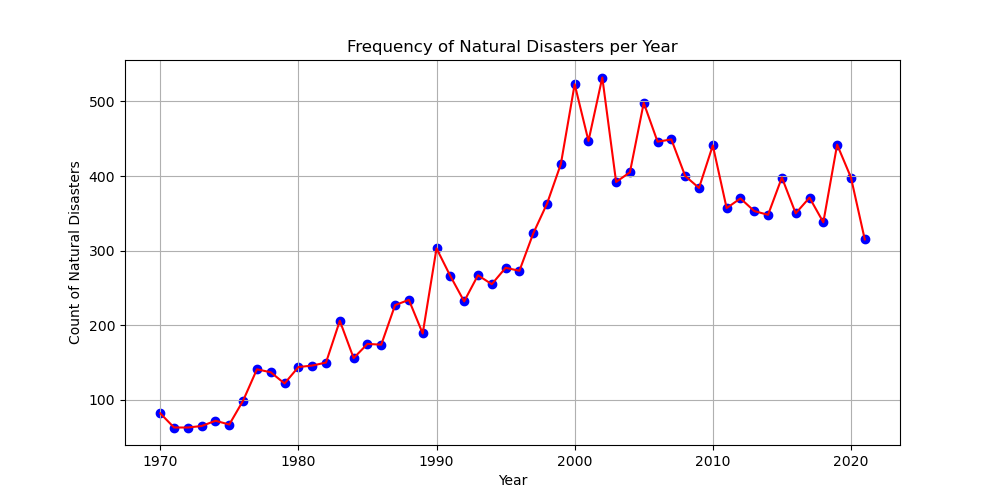 Frequency of Natural Disasters per Year
Count of Natural Disasters
500
400
300
200
100
1970 1980 1990 2000 2010 2020
Year